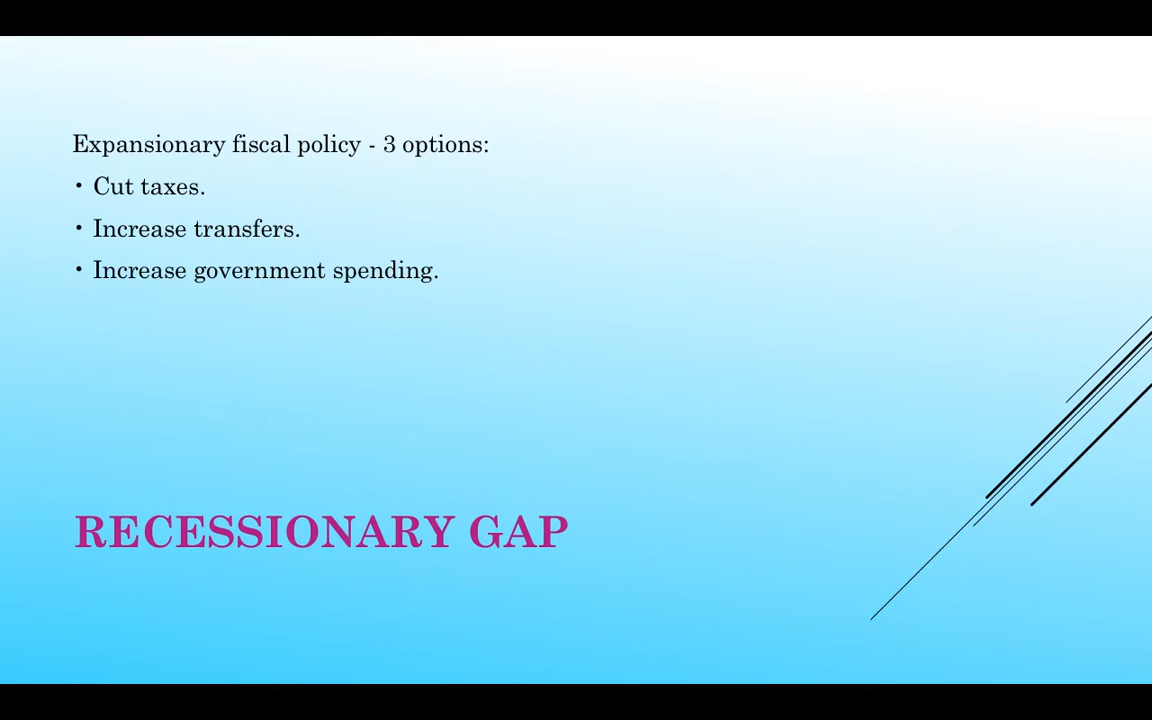 Expansionary fiscal policy - 3 options:
• Cut taxes.
• Increase transfers.
• Increase government spending.
RECESSIONARY GAP